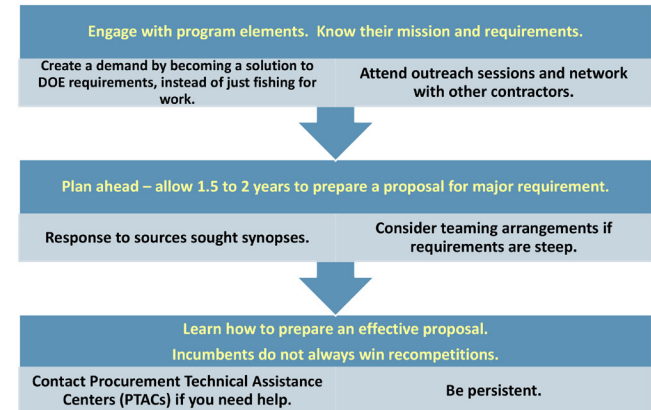 Engage with program elements.  Know their mission and requirements.
Create a demand by becoming a solution to
DOE requirements, instead of just fishing for
work.
Attend outreach sessions and network
with other contractors.
Plan ahead – allow 1.5 to 2 years to prepare a proposal for major requirement.
Response to sources sought synopses.
Consider teaming arrangements if
requirements are steep.
Learn how to prepare an effective proposal.
Incumbents do not always win recompetitions.
Contact Procurement Technical Assistance
Centers (PTACs) if you need help.
Be persistent.